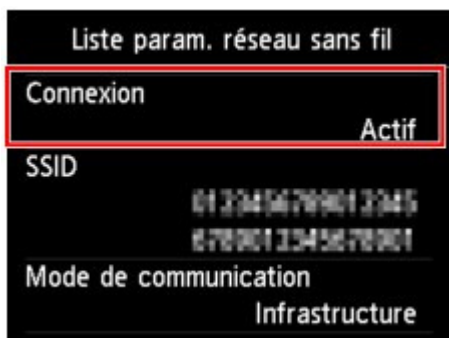 Liste param. réseau sans fil
Connexion
Actif
SSID
Mode de communication
Infrastructure